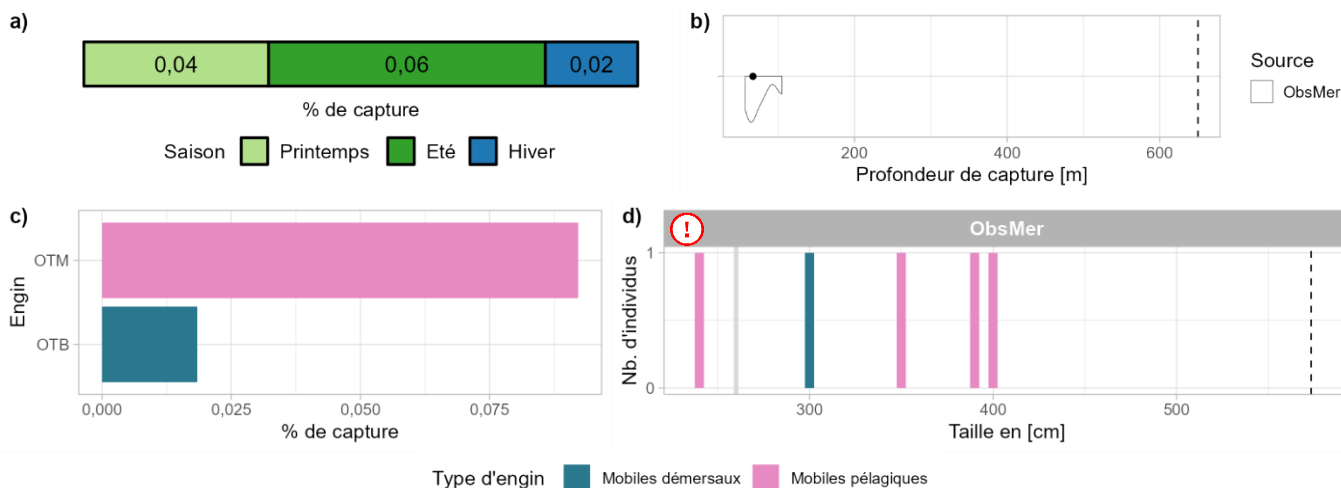 a)
0,04 0,06 0,02
% de capture
Saison Printemps Eté Hiver
b)
200 400 600
Profondeur de capture [m]
Source
ObsMer
c)
Engin
OTM
OTB
0,000 0,025 0,050 0,075
% de capture
d)
!
ObsMer
Nb. d'individus
1
0
300 400 500
Taille en [cm]
Type d'engin Mobiles démersaux Mobiles pélagiques